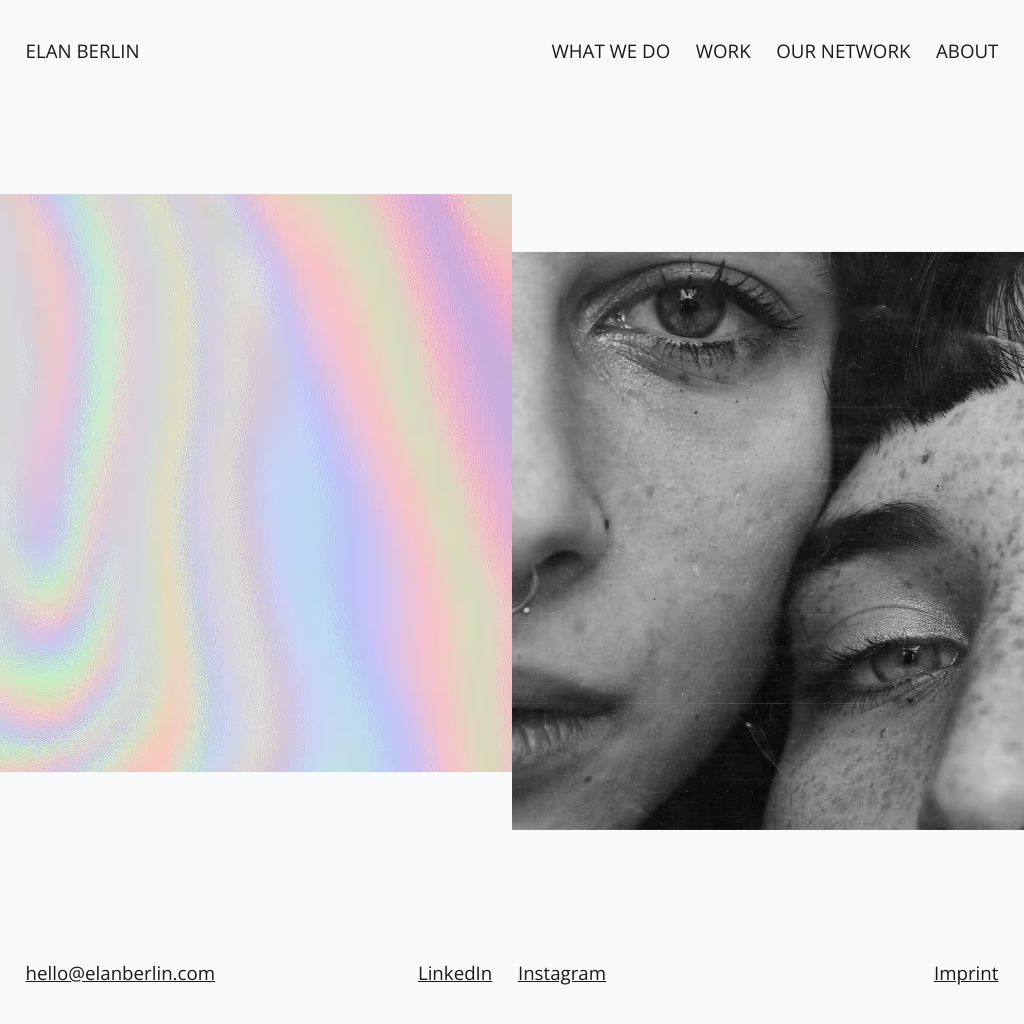 ELAN BERLIN
WHAT WE DO WORK OUR NETWORK ABOUT
hello@elanberlin.com LinkedIn Instagram Imprint